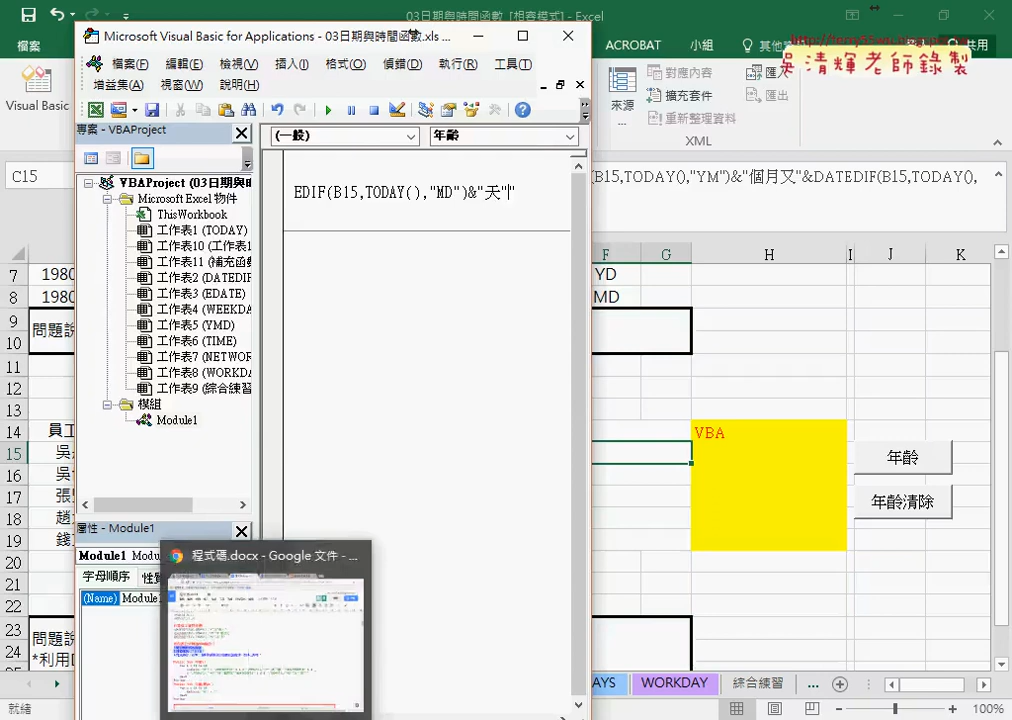 03日期與時間函數 [相容模式] - Excel
檔案
ACROBAT
小組
共用
吳清輝老師錄製
Visual Basic
來源
對應內容
擴充套件
重新整理資料
匯入
匯出
XML
Microsoft Visual Basic for Applications - 03日期與時間函數.xls ...
檔案(F) 編輯(E) 檢視(V) 插入(I) 格式(O) 偵錯(D) 執行(R) 工具(T)
增益集(A) 視窗(W) 說明(H)
專案 - VBAProject
(一般)
年齡
VBAProject (03日期與時
Microsoft Excel 物件
ThisWorkbook
工作表1 (TODAY)
工作表10 (工作表1
工作表11 (補充函數
工作表2 (DATEDIF
工作表3 (EDATE)
工作表4 (WEEKDA
工作表5 (YMD)
工作表6 (TIME)
工作表7 (NETWOR
工作表8 (WORKDA
工作表9 (綜合練習
模組
Module1
EDIF(B15,TODAY(),"MD")&"天""
屬性 - Module1
Module1 Modu
字母順序
(Name) Module1
程式碼.docx - Google 文件 - ...
C15
(B15,TODAY(),"YM")&"個月又"&DATEDIF(B15,TODAY(),
F G H I J K
7 1980 YD
8 1980 MD
9
10
問題說
11
12
13
14 員工 VBA
15 吳 年齡
16 吳
17 張 年齡清除
18 趙
19 錢
20
21
22
23
24
問題說
*利用D
AYS WORKDAY 綜合練習 ...
就緒
100%